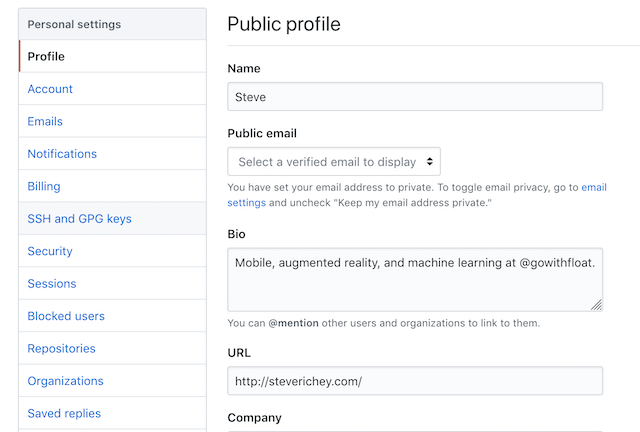 Personal settings
Profile
Account
Emails
Notifications
Billing
SSH and GPG keys
Security
Sessions
Blocked users
Repositories
Organizations
Saved replies
Public profile
Name
Steve
Public email
Select a verified email to display
You have set your email address to private. To toggle email privacy, go to email
settings and uncheck "Keep my email address private."
Bio
Mobile, augmented reality, and machine learning at @gowithfloat.
You can @mention other users and organizations to link to them.
URL
http://steverichey.com/
Company